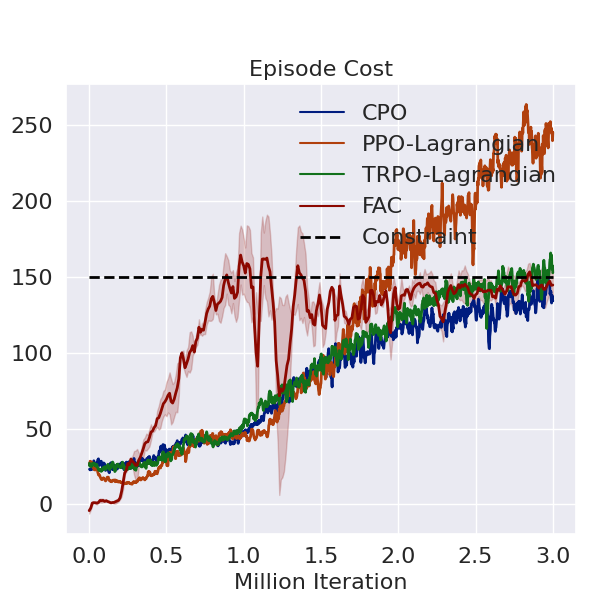 Episode Cost
CPO
PPO-Lagrangian
TRPO-Lagrangian
FAC
Constraint
250
200
150
100
50
0
0.0 0.5 1.0 1.5 2.0 2.5 3.0
Million Iteration